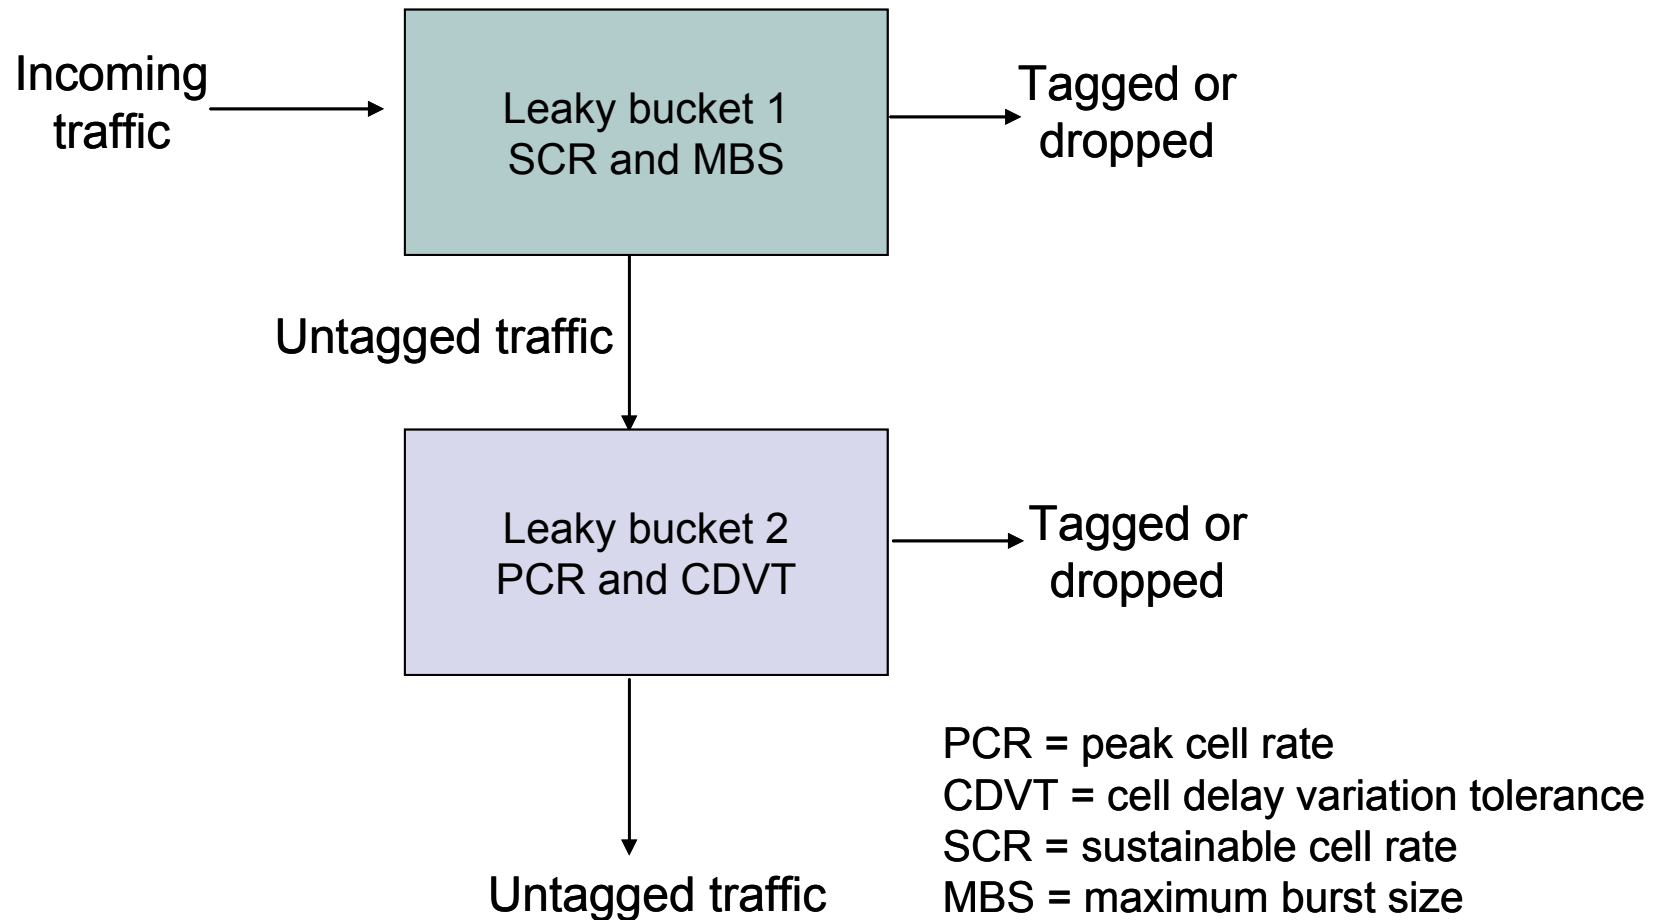 Incoming
traffic
Leaky bucket 1
SCR and MBS
Tagged or
dropped
Untagged traffic
Leaky bucket 2
PCR and CDVT
Tagged or
dropped
Untagged traffic
PCR = peak cell rate
CDVT = cell delay variation tolerance
SCR = sustainable cell rate
MBS = maximum burst size